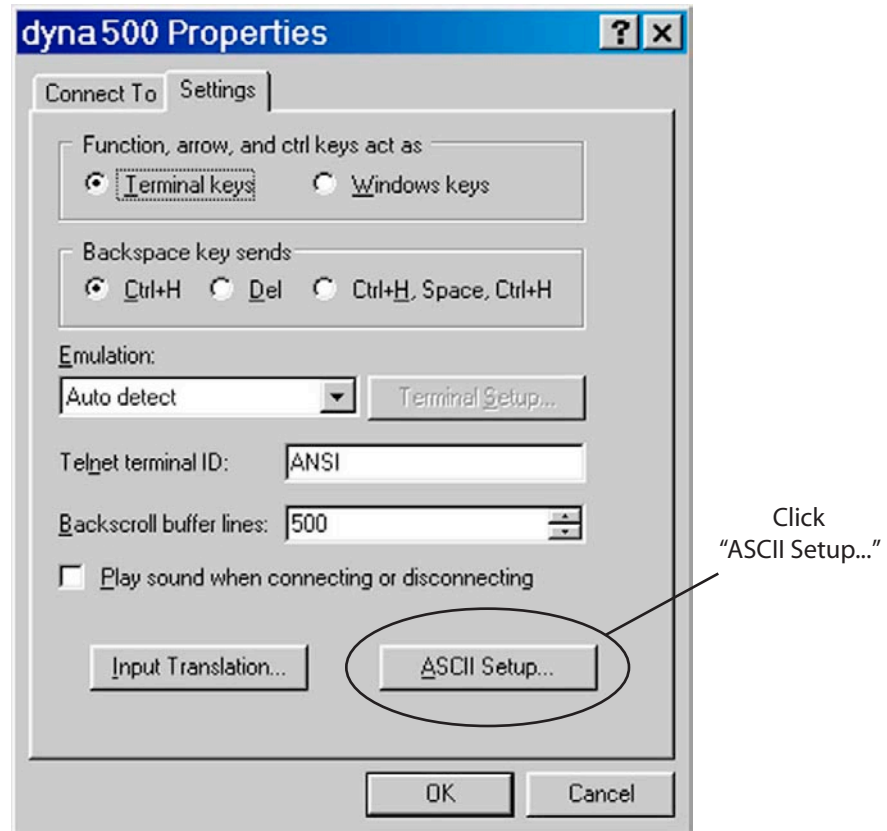 dyna500 Properties
Connect To Settings
Function, arrow, and ctrl keys act as
Terminal keys Windows keys
Backspace key sends
Ctrl+H Del Ctrl+H, Space, Ctrl+H
Emulation:
Auto detect Terminal Setup...
Telnet terminal ID: ANSI
Backscroll buffer lines: 500
Play sound when connecting or disconnecting
Input Translation... ASCII Setup...
OK Cancel
Click
“ASCII Setup...”